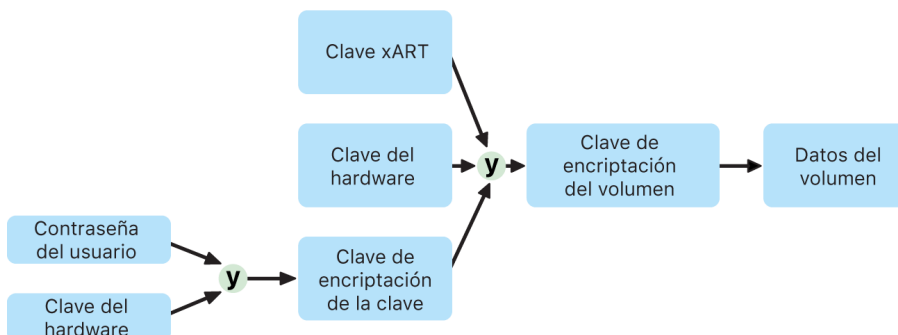 Clave xART
Clave del
hardware
y
Clave de
encriptación
del volumen
Datos del
volumen
Contraseña
del usuario
Clave del
hardware
y
Clave de
encriptación
de la clave